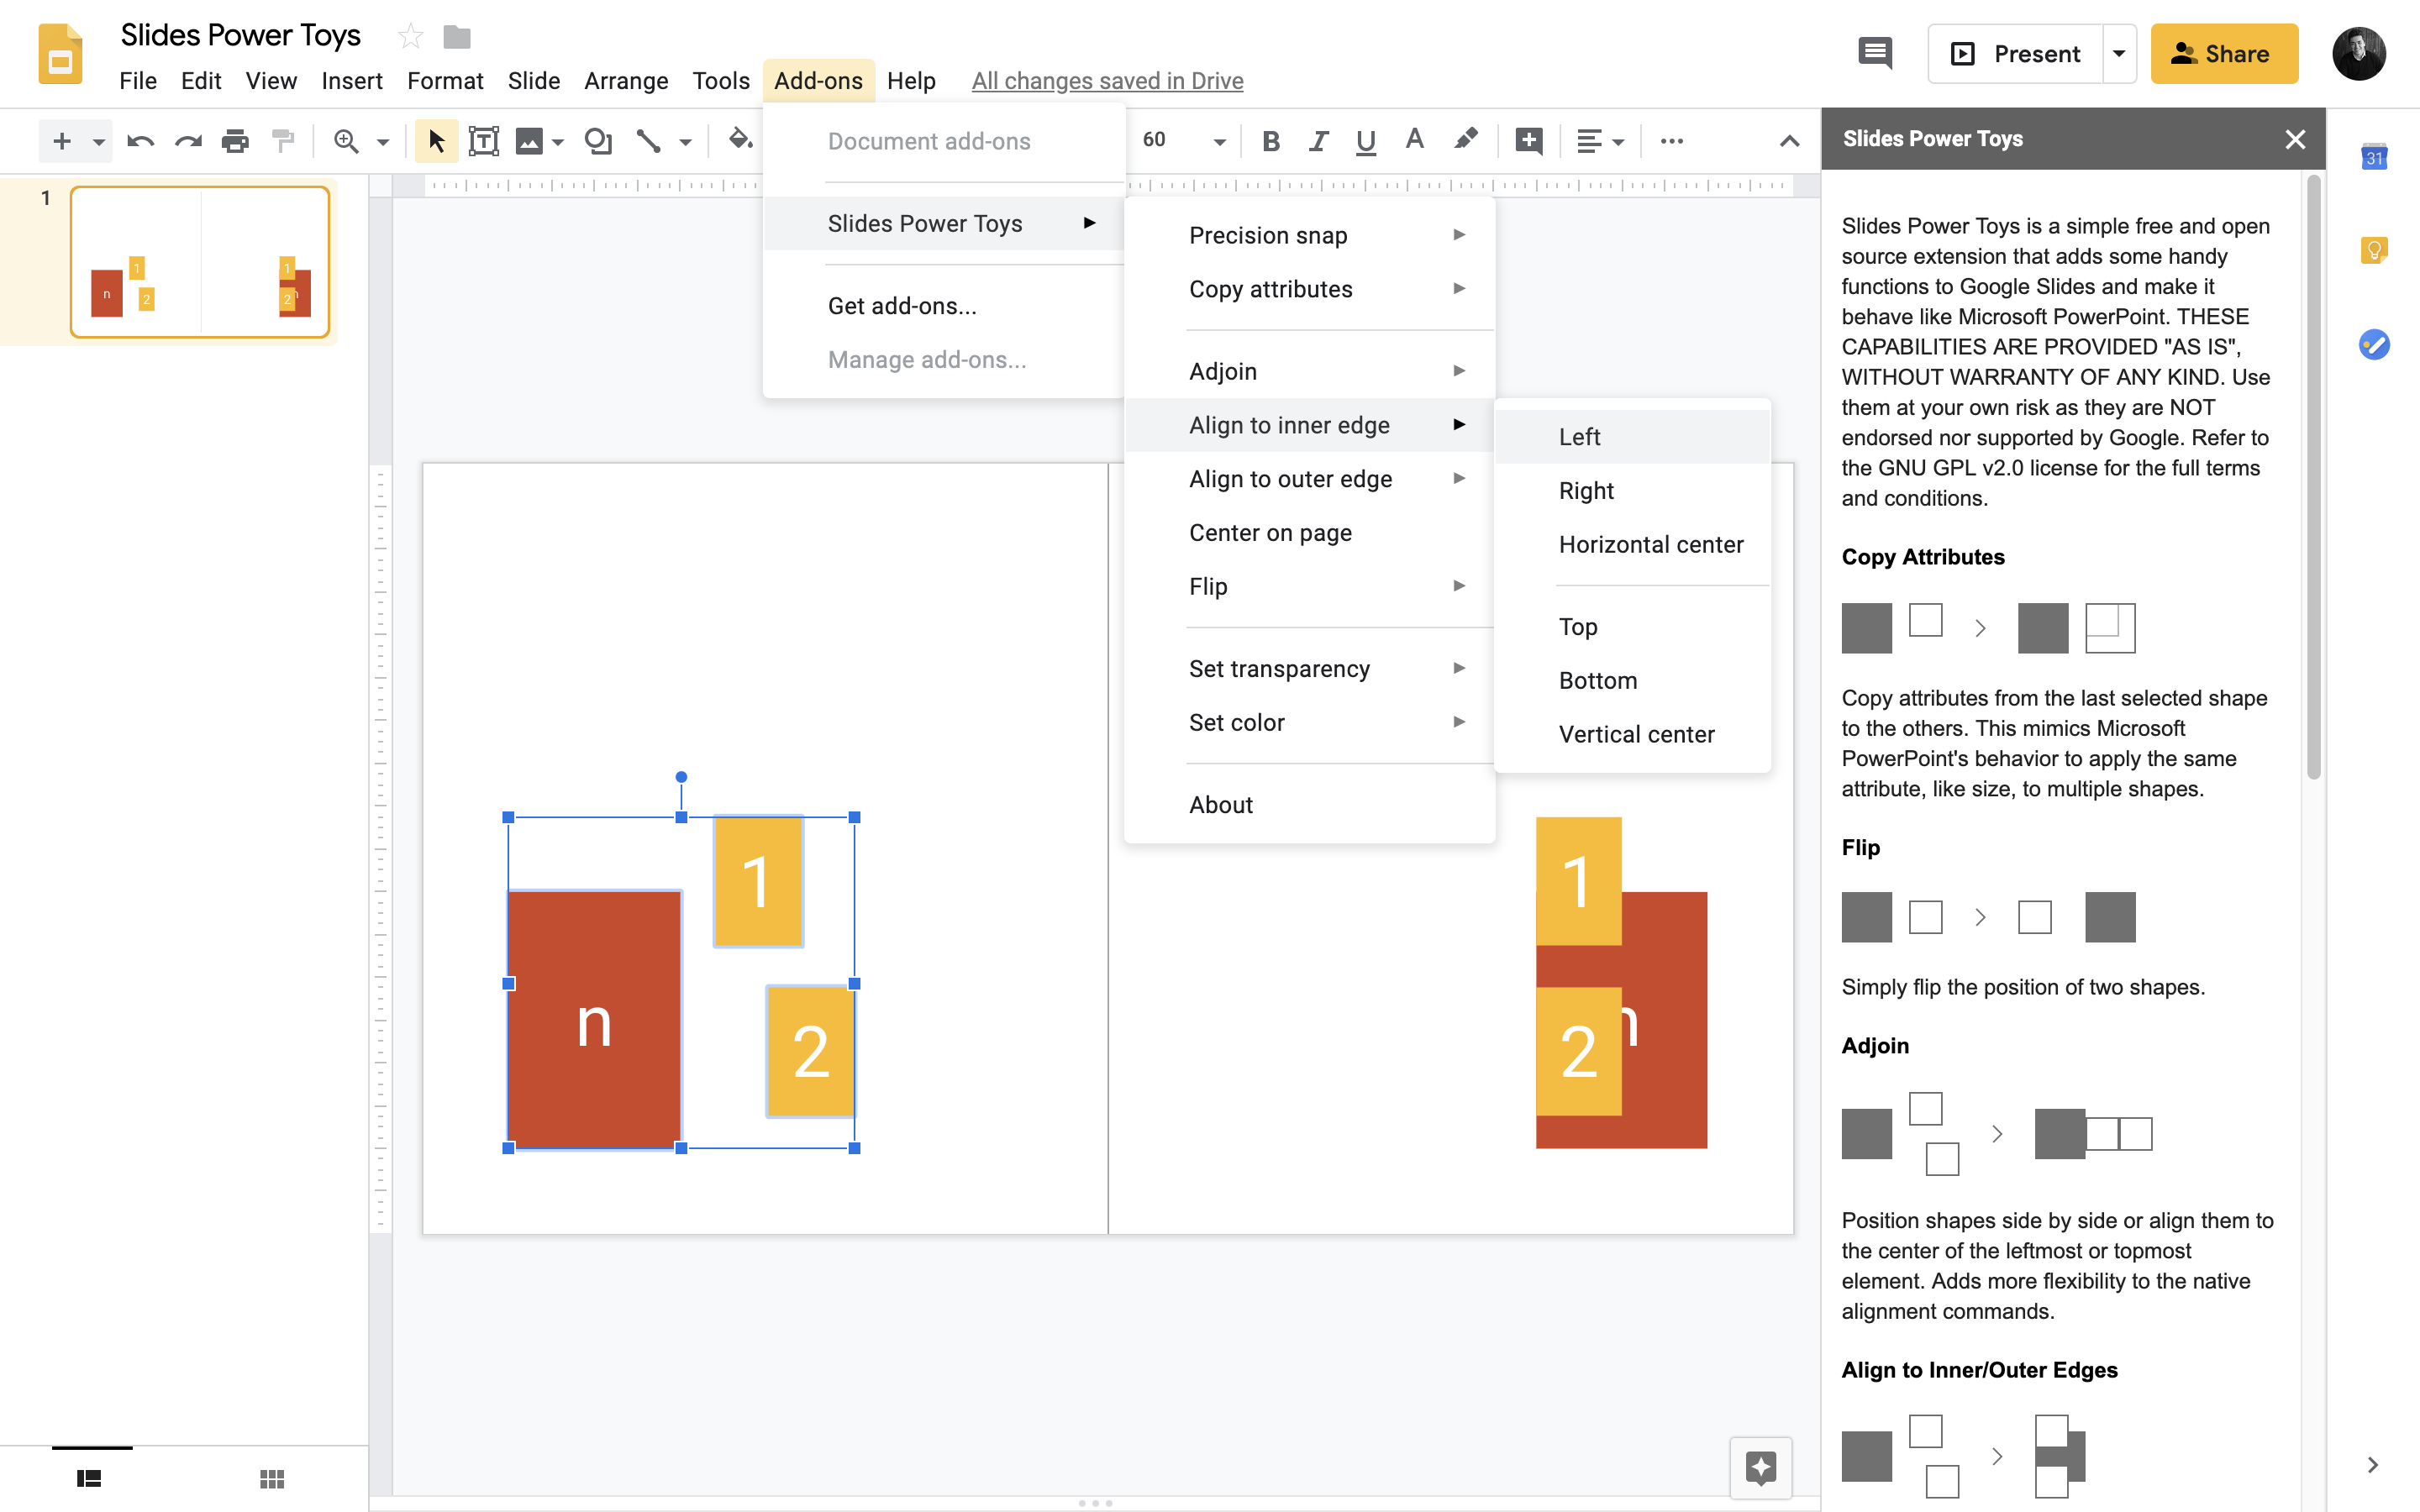 Slides Power Toys
File Edit View Insert Format Slide Arrange Tools Add-ons Help All changes saved in Drive
Present
Share
60
B I U A
Document add-ons
Slides Power Toys
Get add-ons...
Manage add-ons...
Precision snap
Copy attributes
Adjoin
Align to inner edge
Align to outer edge
Center on page
Flip
Set transparency
Set color
About
Left
Right
Horizontal center
Top
Bottom
Vertical center
1
n
1
2
1
2
n
n
1
2
1
2
n
Slides Power Toys
Slides Power Toys is a simple free and open
source extension that adds some handy
functions to Google Slides and make it
behave like Microsoft PowerPoint. THESE
CAPABILITIES ARE PROVIDED "AS IS",
WITHOUT WARRANTY OF ANY KIND. Use
them at your own risk as they are NOT
endorsed nor supported by Google. Refer to
the GNU GPL v2.0 license for the full terms
and conditions.
Copy Attributes
Copy attributes from the last selected shape
to the others. This mimics Microsoft
PowerPoint's behavior to apply the same
attribute, like size, to multiple shapes.
Flip
Simply flip the position of two shapes.
Adjoin
Position shapes side by side or align them to
the center of the leftmost or topmost
element. Adds more flexibility to the native
alignment commands.
Align to Inner/Outer Edges
31